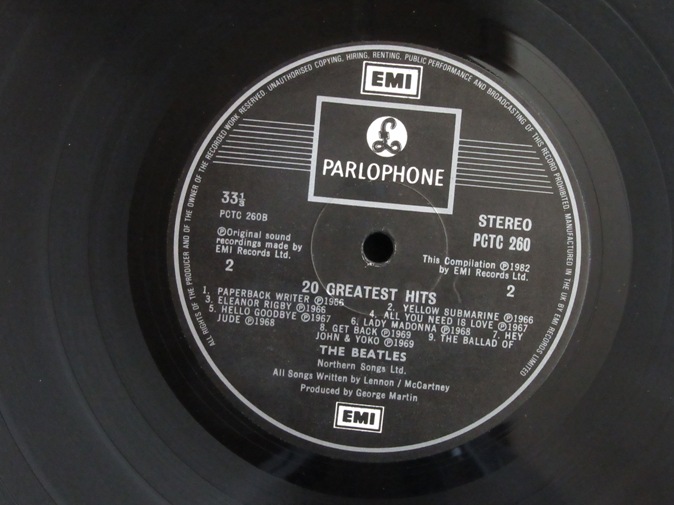 ALL RIGHTS OF THE PRODUCER AND OF THE OWNER OF THE RECORDED WORK RESERVED. UNAUTHORISED COPYING, HIRING, RENTING, PUBLIC PERFORMANCE AND BROADCASTING OF THIS RECORD PROHIBITED. MANUFACTURED IN THE UK BY EMI RECORDS LIMITED
EMI
£
PARLOPHONE
33⅓
PCTC 260B
STEREO
PCTC 260
℗Original sound
recordings made by
EMI Records Ltd.
This Compilation ℗1982
by EMI Records Ltd.
2
2
20 GREATEST HITS
1. PAPERBACK WRITER ℗1966 2. YELLOW SUBMARINE ℗1966
3. ELEANOR RIGBY ℗1966 4. ALL YOU NEED IS LOVE ℗1967
5. HELLO GOODBYE ℗1967 6. LADY MADONNA ℗1968 7. HEY
JUDE ℗1968 8. GET BACK ℗1969 9. THE BALLAD OF
JOHN & YOKO ℗1969
THE BEATLES
Northern Songs Ltd.
All Songs Written by Lennon / McCartney
Produced by George Martin
EMI